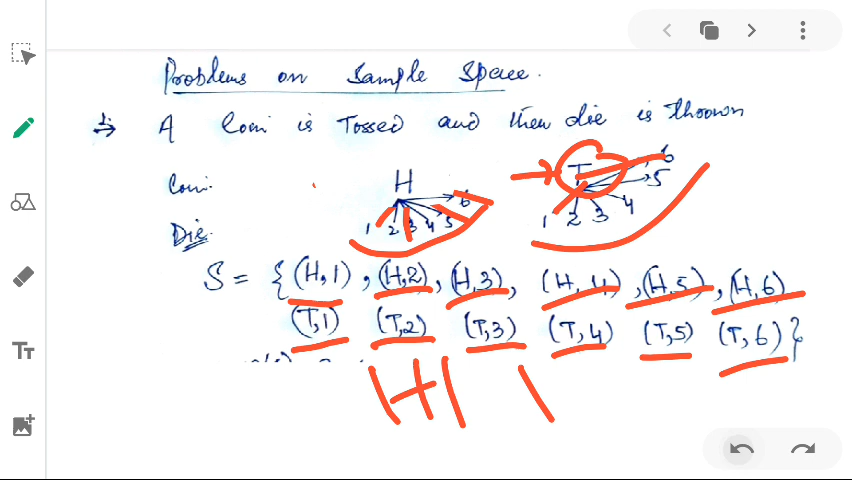 Problems on Sample Space.
1. A Coin is Tossed and then die is thrown
Coin. H T
Die. 1 2 3 4 5 6 1 2 3 4 5 6
S = {(H,1), (H,2), (H,3), (H,4), (H,5), (H,6)
(T,1) (T,2) (T,3) (T,4) (T,5) (T,6)}
H
TT